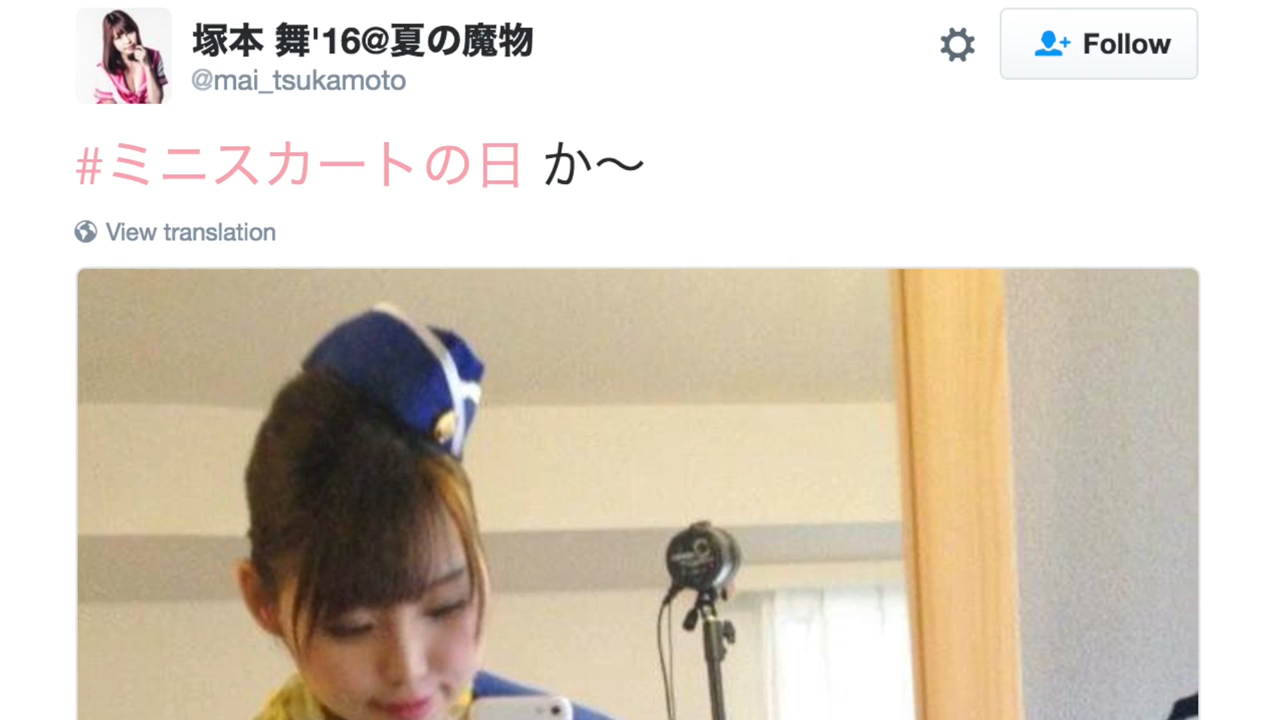 塚本 舞'16@夏の魔物
@mai_tsukamoto
Follow
#ミニスカートの日 か〜
View translation